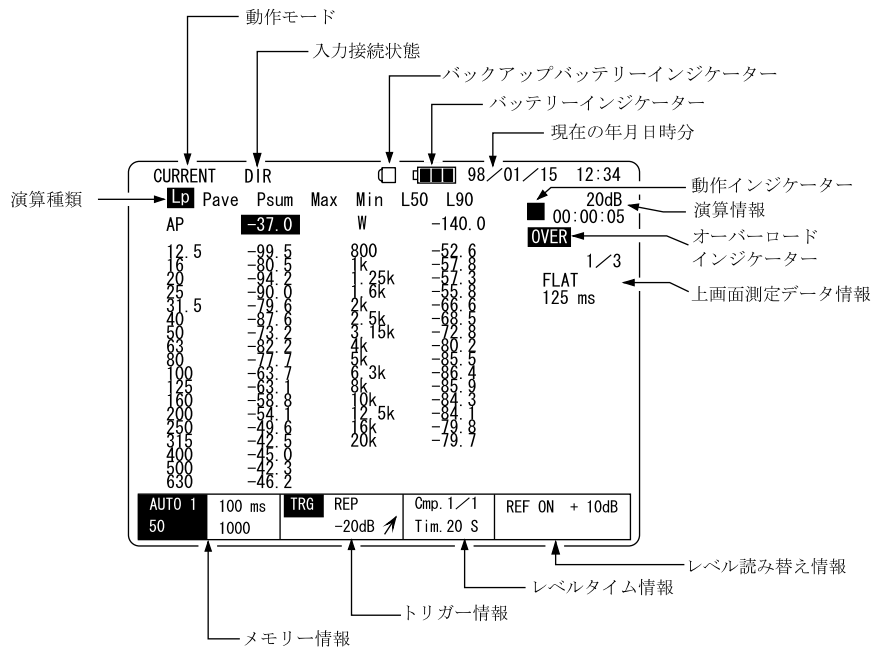 動作モード
入力接続状態
バックアップバッテリーインジケーター
バッテリーインジケーター
現在の年月日時分
CURRENT DIR 98/01/15 12:34
演算種類
Lp Pave Psum Max Min L50 L90
20dB
動作インジケーター
00:00:05
演算情報
AP -37.0 W -140.0
OVER
オーバーロード
インジケーター
1/3
FLAT
125 ms
上画面測定データ情報
12.5 -99.5 800 -52.6
16 -80.5 1k -57.8
20 -94.2 1.25k -57.3
25 -90.0 1.6k -55.8
31.5 -79.6 2k -66.6
40 -87.6 2.5k -68.5
50 -73.2 3.15k -72.8
63 -82.2 4k -80.2
80 -77.7 5k -85.5
100 -63.7 6.3k -86.4
125 -63.1 8k -85.9
160 -58.8 10k -84.3
200 -54.1 12.5k -84.1
250 -49.6 16k -79.8
315 -42.5 20k -79.7
400 -45.0
500 -42.3
630 -46.2
AUTO 1 100 ms TRG REP Cmp.1/1 REF ON + 10dB
50 1000 -20dB Tim.20 S
レベル読み替え情報
レベルタイム情報
トリガー情報
メモリー情報